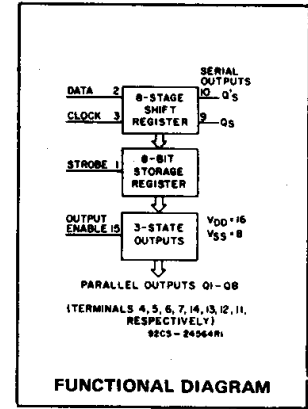 SERIAL
OUTPUTS
DATA 2
8-STAGE
SHIFT
REGISTER
10 Q'S
CLOCK 3
9 QS
8-BIT
STORAGE
REGISTER
STROBE 1
OUTPUT
ENABLE 15
3-STATE
OUTPUTS
VDD = 16
VSS = 8
PARALLEL OUTPUTS Q1-Q8
(TERMINALS 4, 5, 6, 7, 14, 13, 12, 11,
RESPECTIVELY)
92CS-24564R1
FUNCTIONAL DIAGRAM